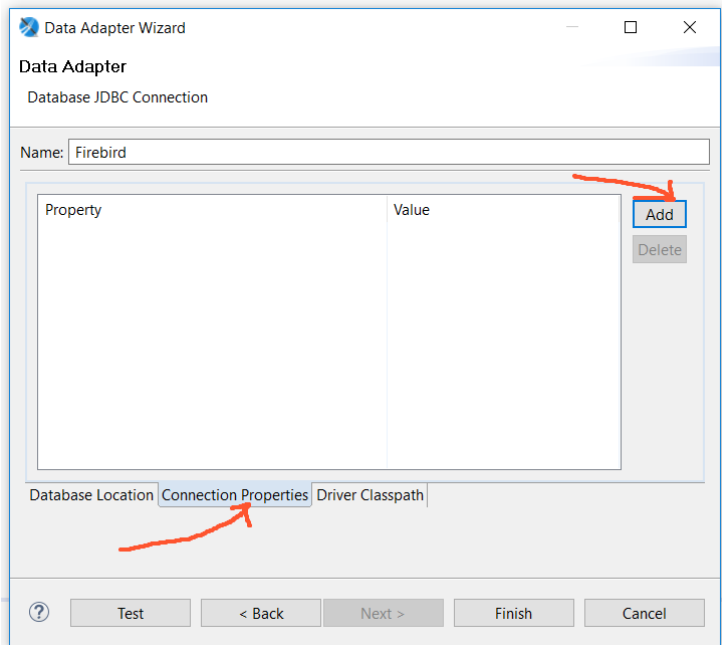 Data Adapter Wizard
Data Adapter
Database JDBC Connection
Name: Firebird
Property Value
Add
Delete
Database Location Connection Properties Driver Classpath
? Test < Back Next > Finish Cancel